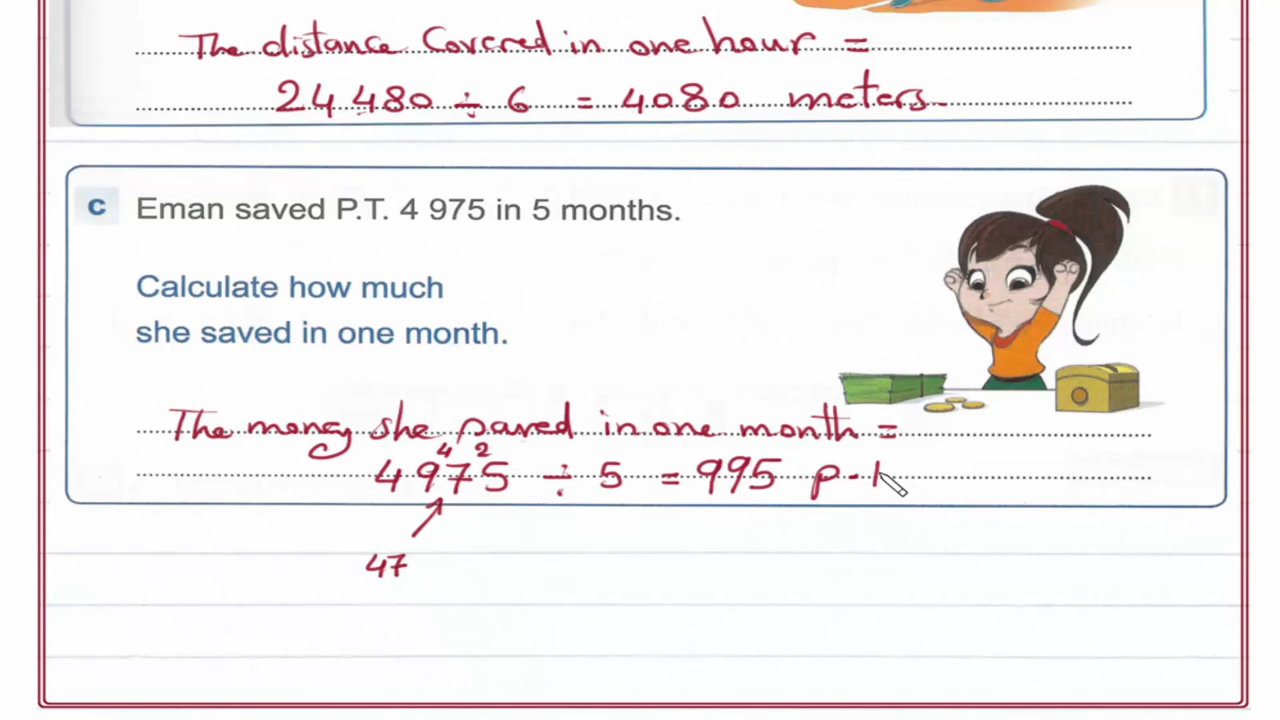 The distance Covered in one hour =
24 480 ÷ 6 = 4080 meters.
c Eman saved P.T. 4 975 in 5 months.
Calculate how much
she saved in one month.
The money she saved in one month =
4 2
4975 ÷ 5 = 995 P.
47